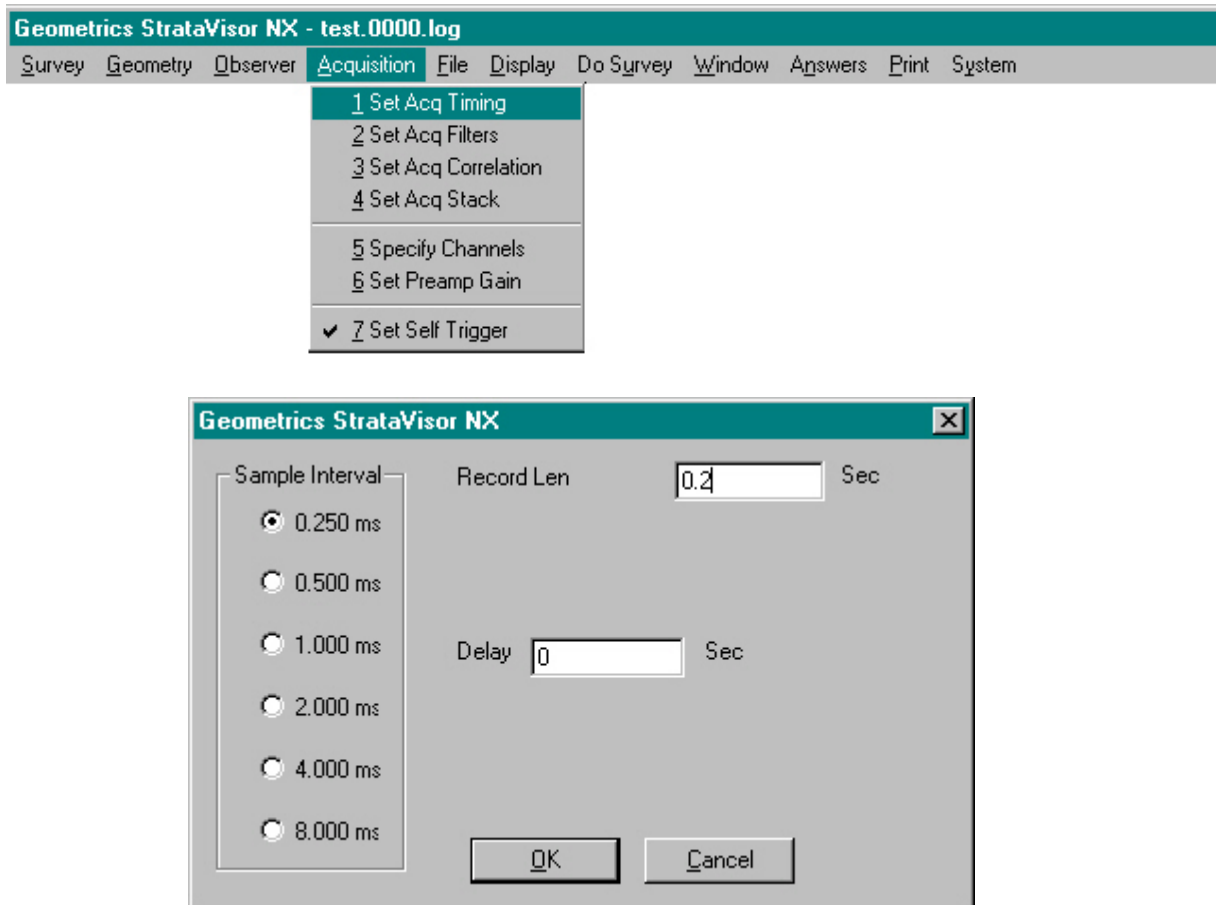 Geometrics StrataVisor NX - test.0000.log
Survey Geometry Observer Acquisition File Display Do Survey Window Answers Print System
1 Set Acq Timing
2 Set Acq Filters
3 Set Acq Correlation
4 Set Acq Stack
5 Specify Channels
6 Set Preamp Gain
✔ 7 Set Self Trigger
Geometrics StrataVisor NX
Sample Interval
0.250 ms
0.500 ms
1.000 ms
2.000 ms
4.000 ms
8.000 ms
Record Len 0.2 Sec
Delay 0 Sec
OK Cancel